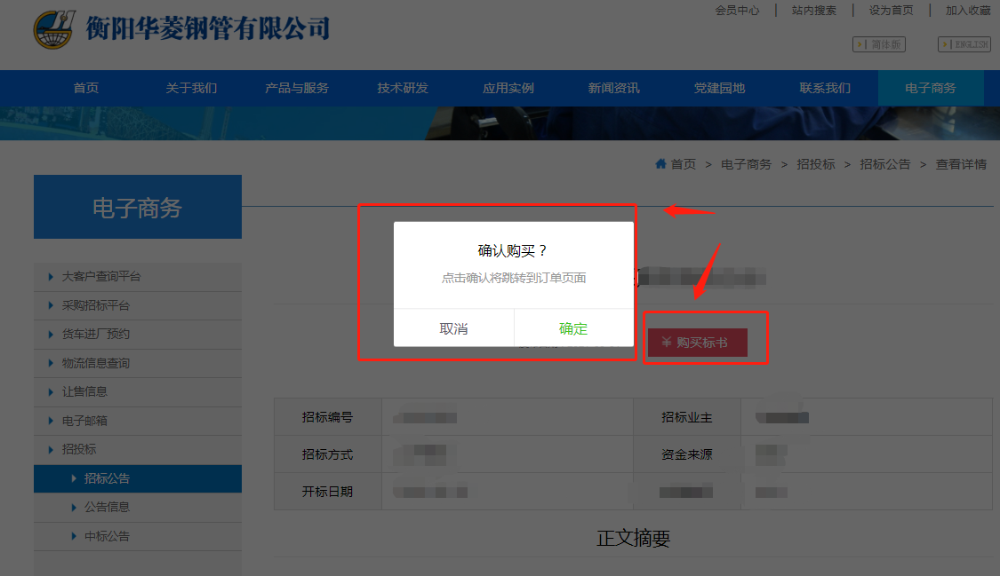 会员中心 | 站内搜索 | 设为首页 | 加入收藏
衡阳华菱钢管有限公司
简体版 ENGLISH
首页 关于我们 产品与服务 技术研发 应用实例 新闻资讯 党建园地 联系我们 电子商务
首页 > 电子商务 > 招投标 > 招标公告 > 查看详情
电子商务
大客户查询平台
采购招标平台
货车进厂预约
物流信息查询
让售信息
电子邮箱
招投标
招标公告
公告信息
中标公告
确认购买？
点击确认将跳转到订单页面
取消 确定
¥ 购买标书
招标编号 招标业主
招标方式 资金来源
开标日期
正文摘要